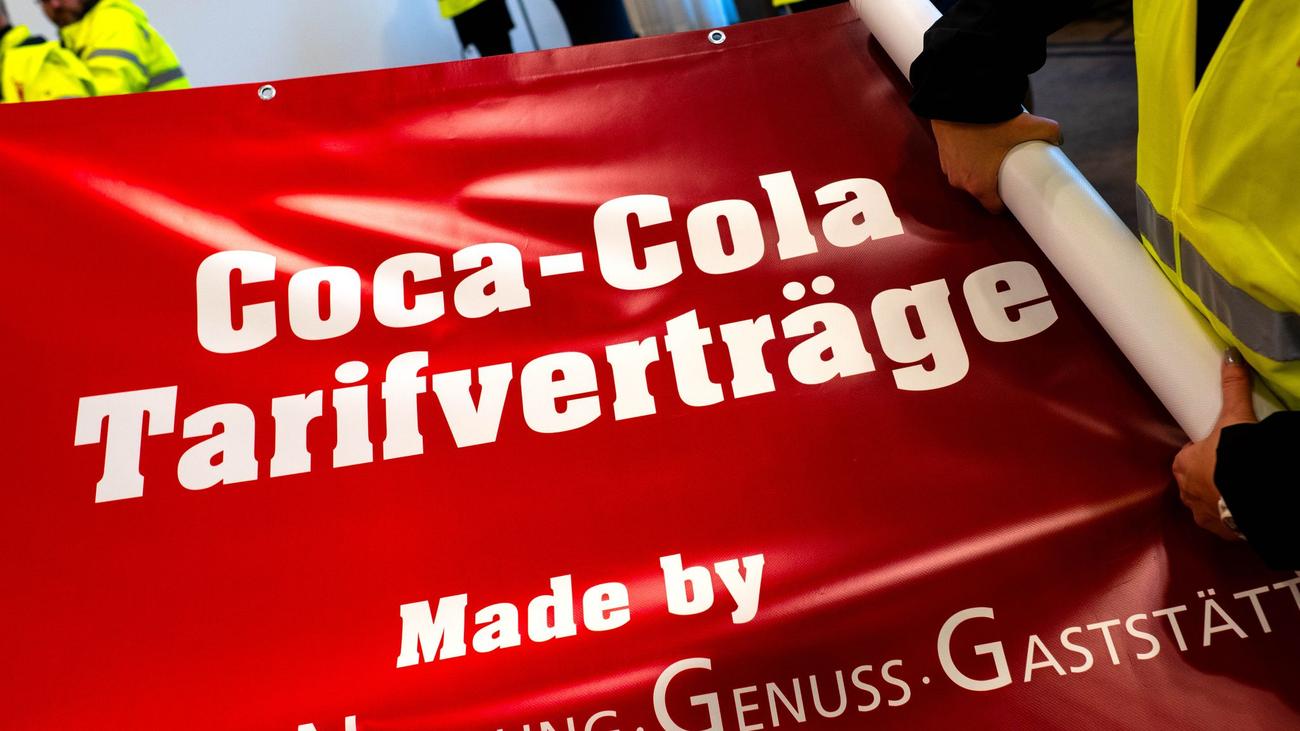 Coca-Cola
Tarifverträge
Made by
GENUSS · GASTSTÄTT